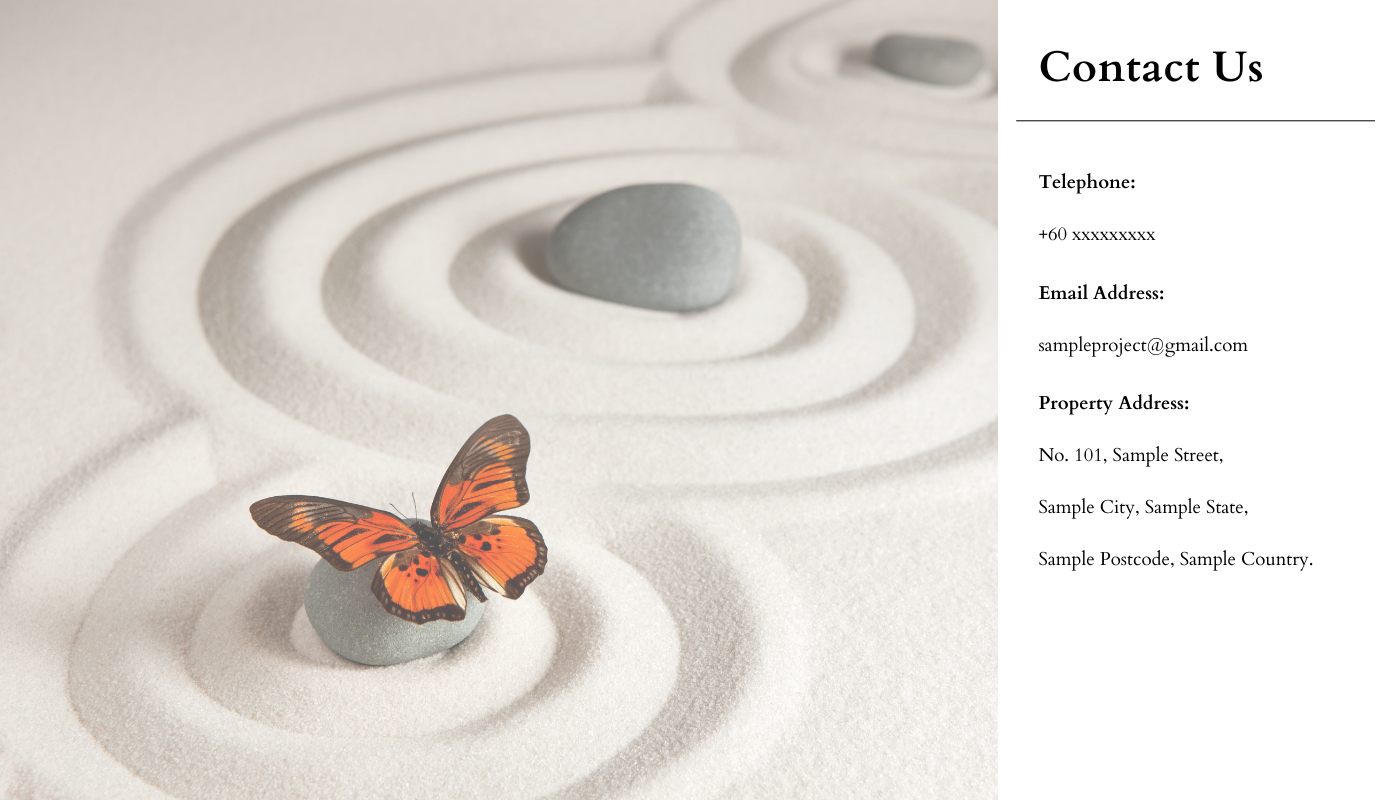 Contact Us
Telephone:
+60 xxxxxxxxx
Email Address:
sampleproject@gmail.com
Property Address:
No. 101, Sample Street,
Sample City, Sample State,
Sample Postcode, Sample Country.